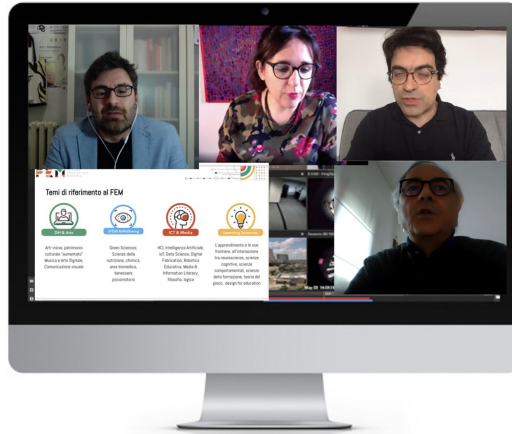 FEM
Temi di riferimento al FEM
DH & Arts
STEM & Wellbeing
ICT & Media
Learning Sciences
Arti visive, patrimonio
culturale "aumentato"
Musica e Arte Digitale,
Comunicazione visuale
Green Sciences,
Scienze della
nutrizione, chimica,
area biomedica,
benessere
psicomotorio
HCI, Intelligenza Artificiale,
IoT, Data Science, Digital
Fabrication, Robotica
Educativa, Media &
Information Literacy,
filosofia, logica
L'apprendimento e le sue
frontiere, all'intersezione
tra neuroscienze, scienze
cognitive, scienze
comportamentali, scienze
della formazione, teoria del
gioco, design for education